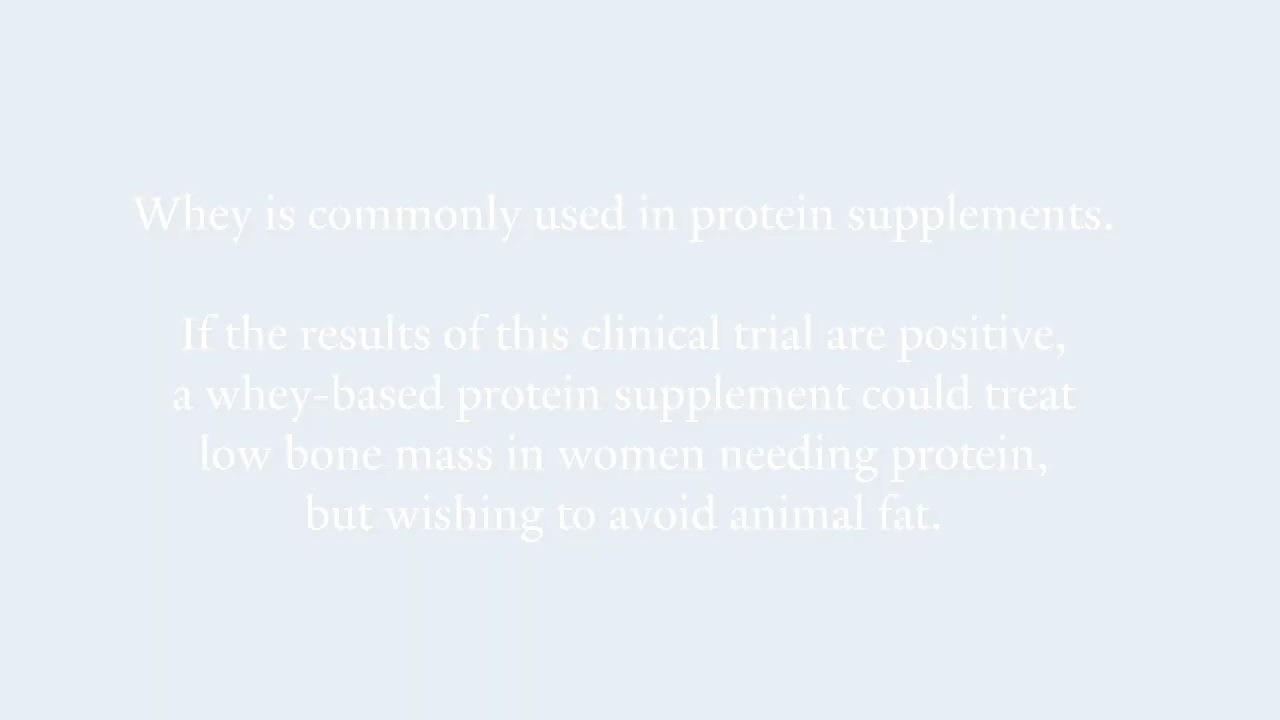 Whey is commonly used in protein supplements.
If the results of this clinical trial are positive,
a whey-based protein supplement could treat
low bone mass in women needing protein,
but wishing to avoid animal fat.